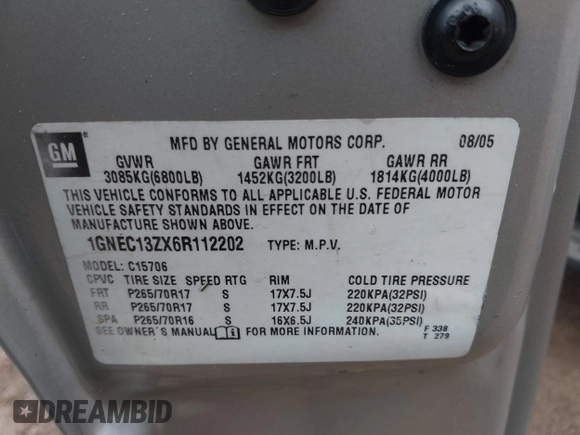 GM
MFD BY GENERAL MOTORS CORP. 08/05
GVWR GAWR FRT GAWR RR
3085KG(6800LB) 1452KG(3200LB) 1814KG(4000LB)
THIS VEHICLE CONFORMS TO ALL APPLICABLE U.S. FEDERAL MOTOR
VEHICLE SAFETY STANDARDS IN EFFECT ON THE DATE OF
MANUFACTURE SHOWN ABOVE.
1GNEC13ZX6R112202 TYPE: M.P.V.
MODEL: C15706
CPVC TIRE SIZE SPEED RTG RIM COLD TIRE PRESSURE
FRT P265/70R17 S 17X7.5J 220KPA(32PSI)
RR P265/70R17 S 17X7.5J 220KPA(32PSI)
SPA P265/70R16 S 16X6.5J 240KPA(35PSI)
SEE OWNER'S MANUAL FOR MORE INFORMATION. F 338
T 279
DREAMBID